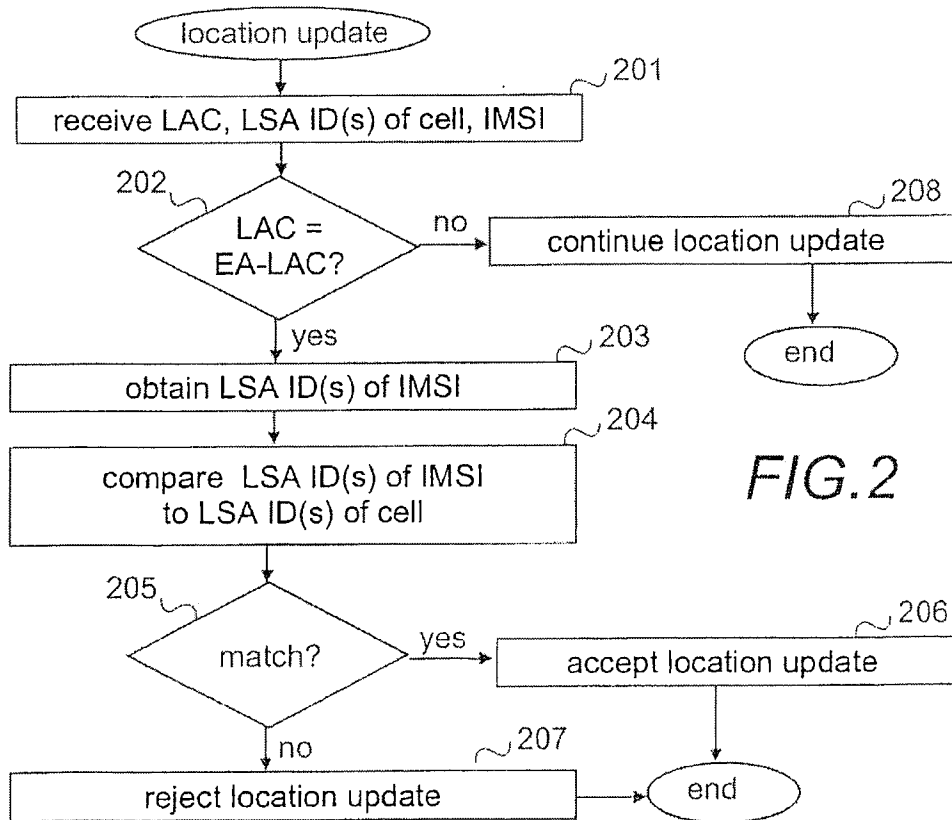 location update
201
receive LAC, LSA ID(s) of cell, IMSI
202
LAC =
EA-LAC?
no
208
continue location update
yes
end
203
obtain LSA ID(s) of IMSI
204
compare LSA ID(s) of IMSI
to LSA ID(s) of cell
FIG.2
205
match?
yes
206
accept location update
no
207
reject location update
end